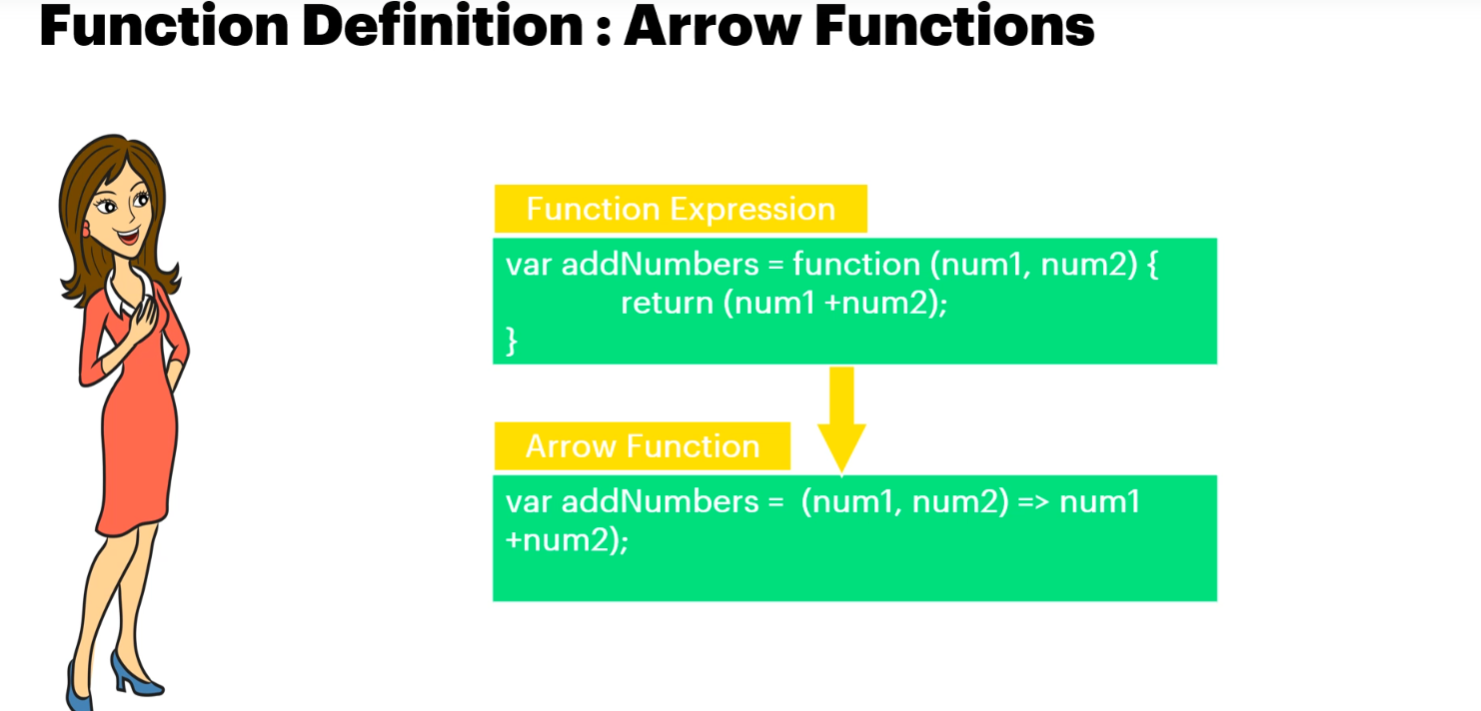 Function Definition : Arrow Functions
Function Expression
var addNumbers = function (num1, num2) {
return (num1 +num2);
}
Arrow Function
var addNumbers =  (num1, num2) => num1
+num2);